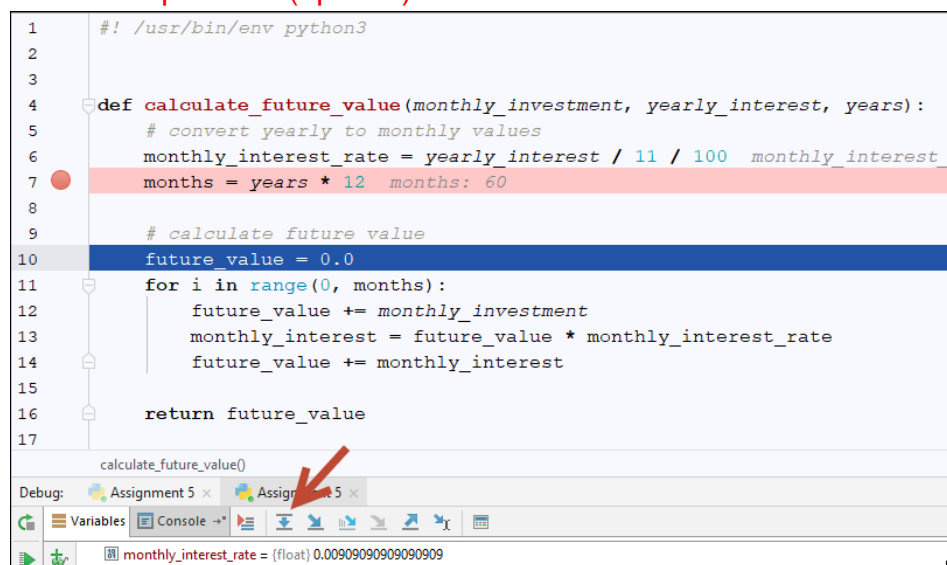 1 #! /usr/bin/env python3
2
3
4 def calculate_future_value(monthly_investment, yearly_interest, years):
5 # convert yearly to monthly values
6 monthly_interest_rate = yearly_interest / 11 / 100 monthly_interest_
7 months = years * 12 months: 60
8
9 # calculate future value
10 future_value = 0.0
11 for i in range(0, months):
12 future_value += monthly_investment
13 monthly_interest = future_value * monthly_interest_rate
14 future_value += monthly_interest
15
16 return future_value
17
calculate_future_value()
Debug: Assignment 5 × Assignment 5 ×
Variables Console
monthly_interest_rate = {float} 0.00909090909090909